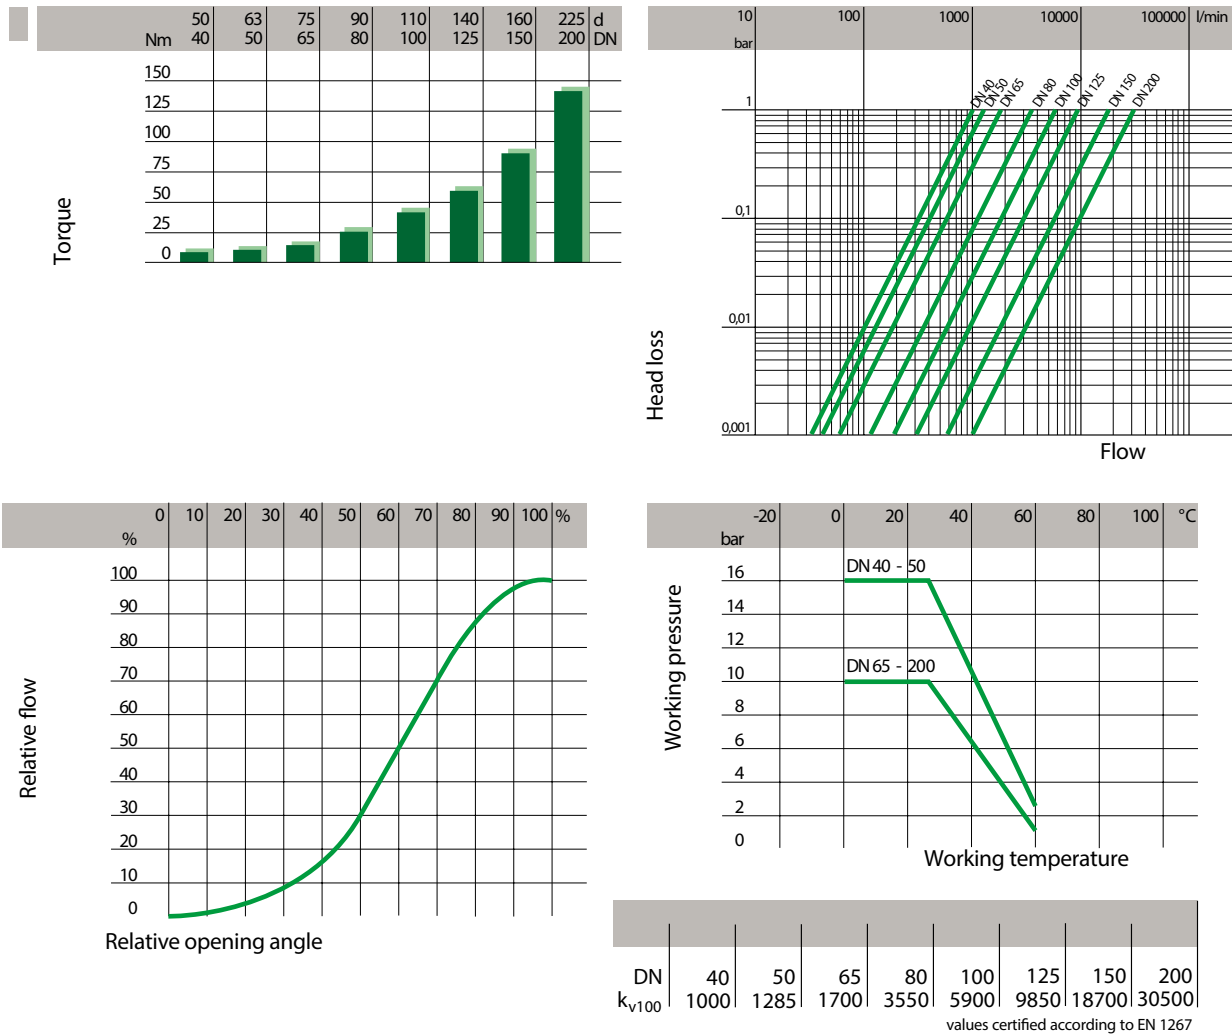 50 63 75 90 110 140 160 225 d
Nm 40 50 65 80 100 125 150 200 DN
150
125
100
75
50
25
0
Torque
10 100 1000 10000 100000 l/min
bar
DN 40 DN 50 DN 65 DN 80 DN 100 DN 125 DN 150 DN 200
1
0,1
0,01
0,001
Head loss
Flow
0 10 20 30 40 50 60 70 80 90 100 %
%
100
90
80
70
60
50
40
30
20
10
0
Relative flow
Relative opening angle
-20 0 20 40 60 80 100 °C
bar
DN 40 - 50
16
14
12
DN 65 - 200
10
8
6
4
2
0
Working pressure
Working temperature
DN 40 50 65 80 100 125 150 200
kv100 1000 1285 1700 3550 5900 9850 18700 30500
values certified according to EN 1267